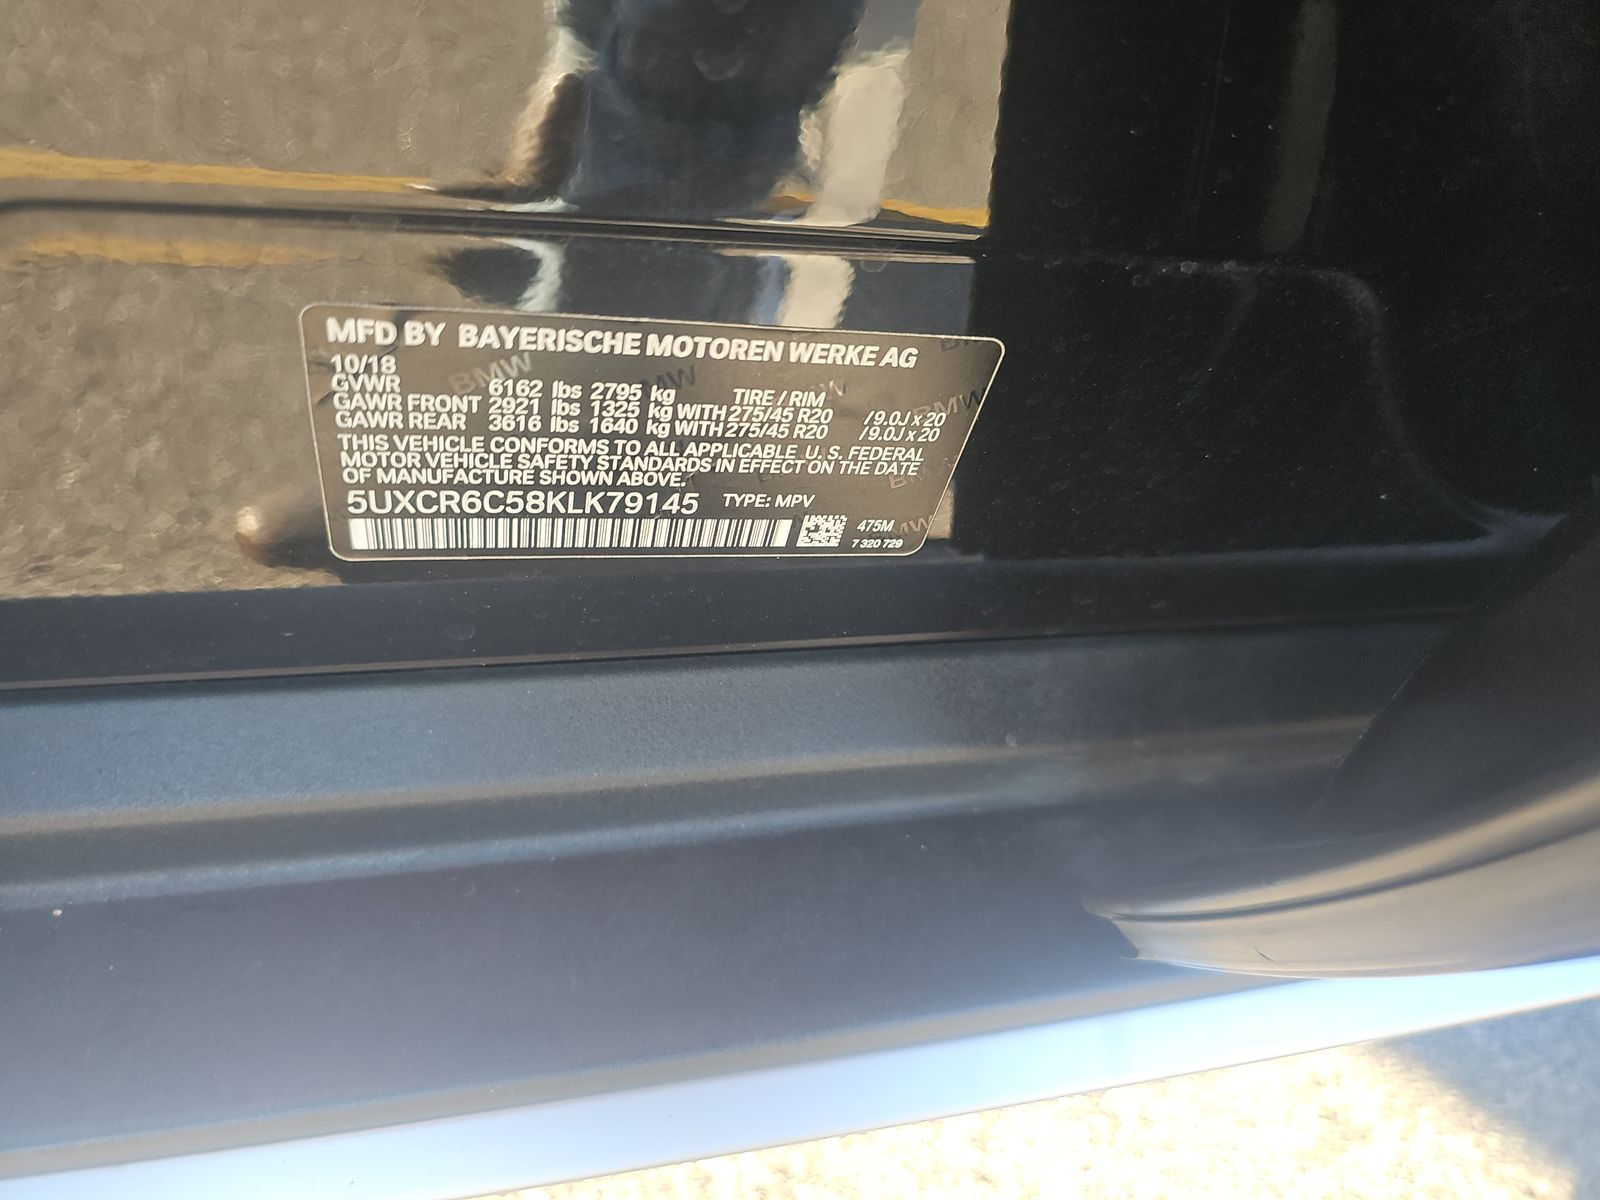 MFD BY BAYERISCHE MOTOREN WERKE AG
10/18
GVWR 6162 lbs 2795 kg TIRE / RIM
GAWR FRONT 2921 lbs 1325 kg WITH 275/45 R20 / 9.0J x 20
GAWR REAR 3616 lbs 1640 kg WITH 275/45 R20 / 9.0J x 20
THIS VEHICLE CONFORMS TO ALL APPLICABLE U. S. FEDERAL
MOTOR VEHICLE SAFETY STANDARDS IN EFFECT ON THE DATE
OF MANUFACTURE SHOWN ABOVE.
5UXCR6C58KLK79145 TYPE: MPV
475M
7 320 729